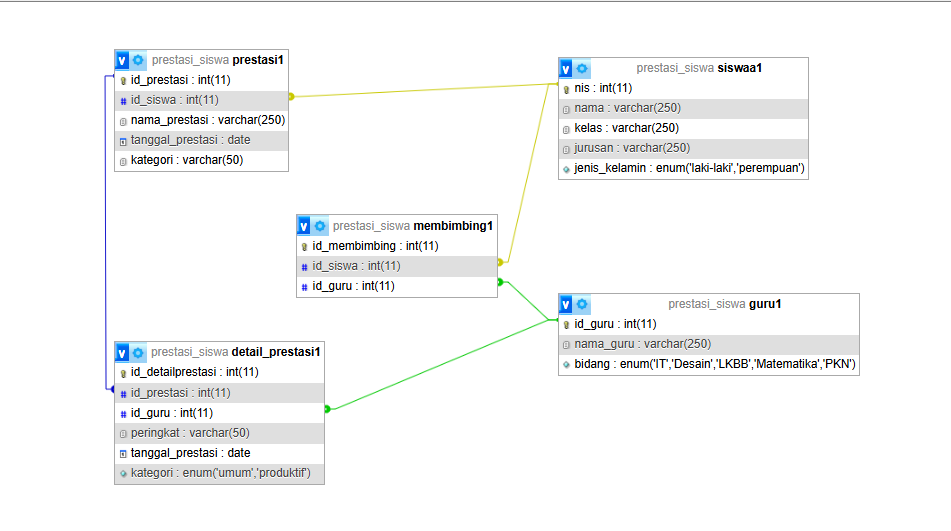 prestasi_siswa prestasi1
id_prestasi : int(11)
id_siswa : int(11)
nama_prestasi : varchar(250)
tanggal_prestasi : date
kategori : varchar(50)
prestasi_siswa siswaa1
nis : int(11)
nama : varchar(250)
kelas : varchar(250)
jurusan : varchar(250)
jenis_kelamin : enum('laki-laki','perempuan')
prestasi_siswa membimbing1
id_membimbing : int(11)
id_siswa : int(11)
id_guru : int(11)
prestasi_siswa guru1
id_guru : int(11)
nama_guru : varchar(250)
bidang : enum('IT','Desain','LKBB','Matematika','PKN')
prestasi_siswa detail_prestasi1
id_detailprestasi : int(11)
id_prestasi : int(11)
id_guru : int(11)
peringkat : varchar(50)
tanggal_prestasi : date
kategori : enum('umum','produktif')